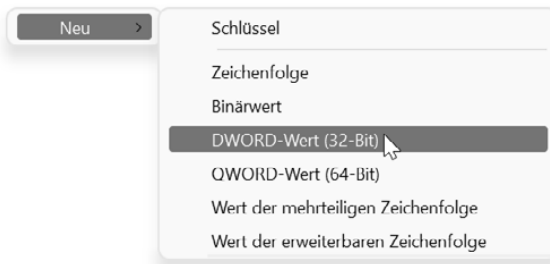 Neu
Schlüssel
Zeichenfolge
Binärwert
DWORD-Wert (32-Bit)
QWORD-Wert (64-Bit)
Wert der mehrteiligen Zeichenfolge
Wert der erweiterbaren Zeichenfolge